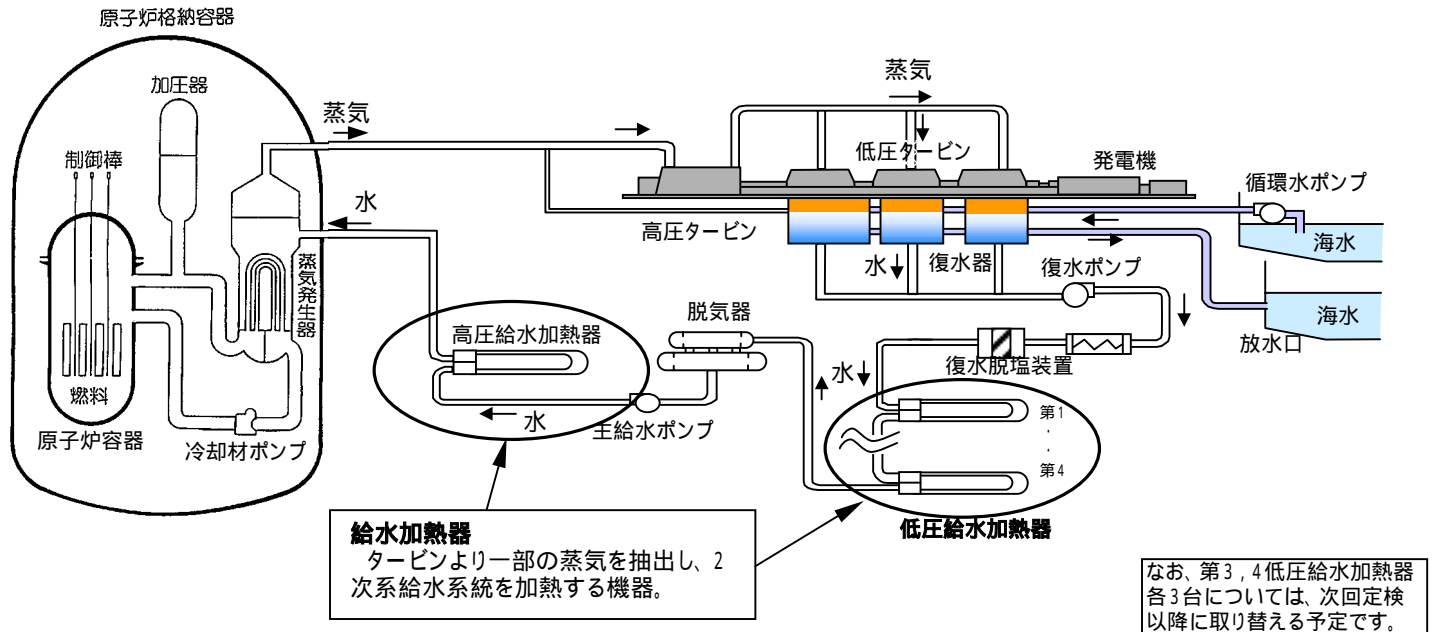 原子炉格納容器
加圧器
制御棒
蒸気
水
蒸気発生器
燃料
原子炉容器
冷却材ポンプ
蒸気
低圧タービン
発電機
高圧タービン
循環水ポンプ
海水
水
復水器
復水ポンプ
海水
放水口
脱気器
高圧給水加熱器
水
主給水ポンプ
水
復水脱塩装置
第1
・
・
第4
低圧給水加熱器
給水加熱器
タービンより一部の蒸気を抽出し、2
次系給水系統を加熱する機器。
なお、第3,4低圧給水加熱器
各3台については、次回定検
以降に取り替える予定です。